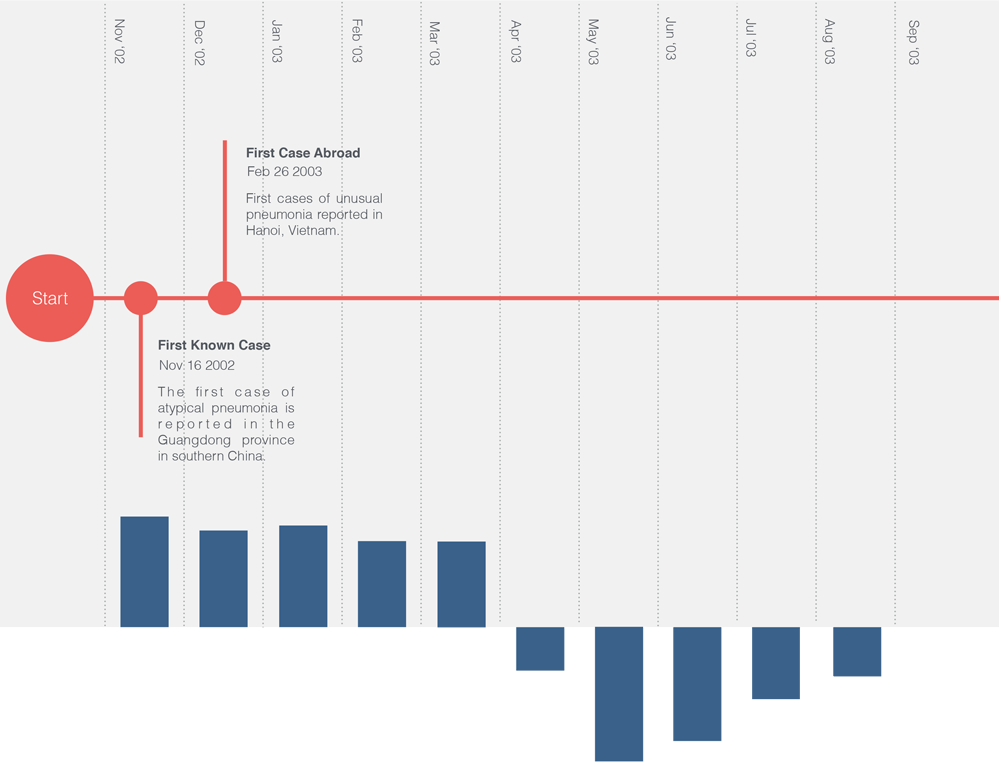 Nov '02
Dec '02
Jan '03
Feb '03
Mar '03
Apr '03
May '03
Jun '03
Jul '03
Aug '03
Sep '03
First Case Abroad
Feb 26 2003
First cases of unusual
pneumonia reported in
Hanoi, Vietnam.
Start
First Known Case
Nov 16 2002
The first case of
atypical pneumonia is
reported in the
Guangdong province
in southern China.